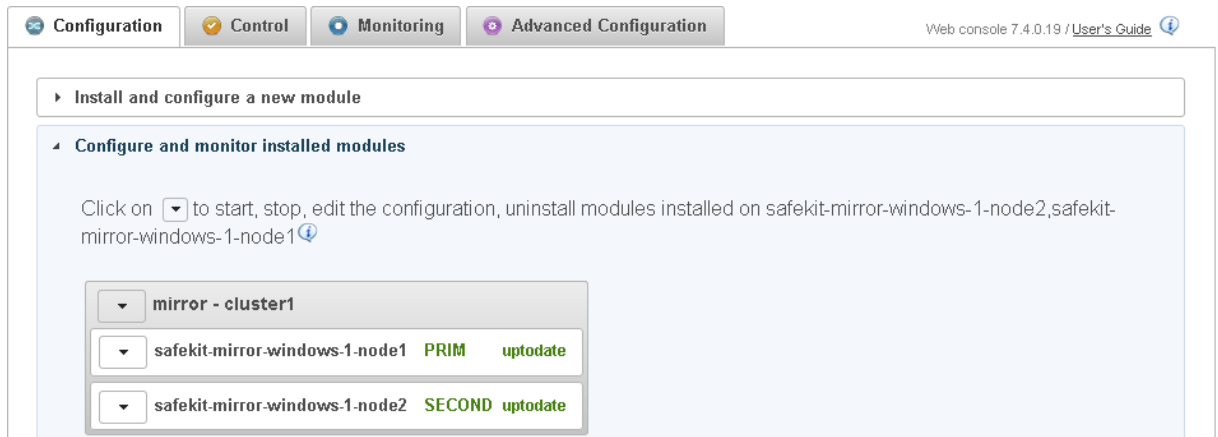 Configuration Control Monitoring Advanced Configuration Web console 7.4.0.19 / User's Guide
Install and configure a new module
Configure and monitor installed modules
Click on to start, stop, edit the configuration, uninstall modules installed on safekit-mirror-windows-1-node2,safekit-
mirror-windows-1-node1
mirror - cluster1
safekit-mirror-windows-1-node1 PRIM uptodate
safekit-mirror-windows-1-node2 SECOND uptodate